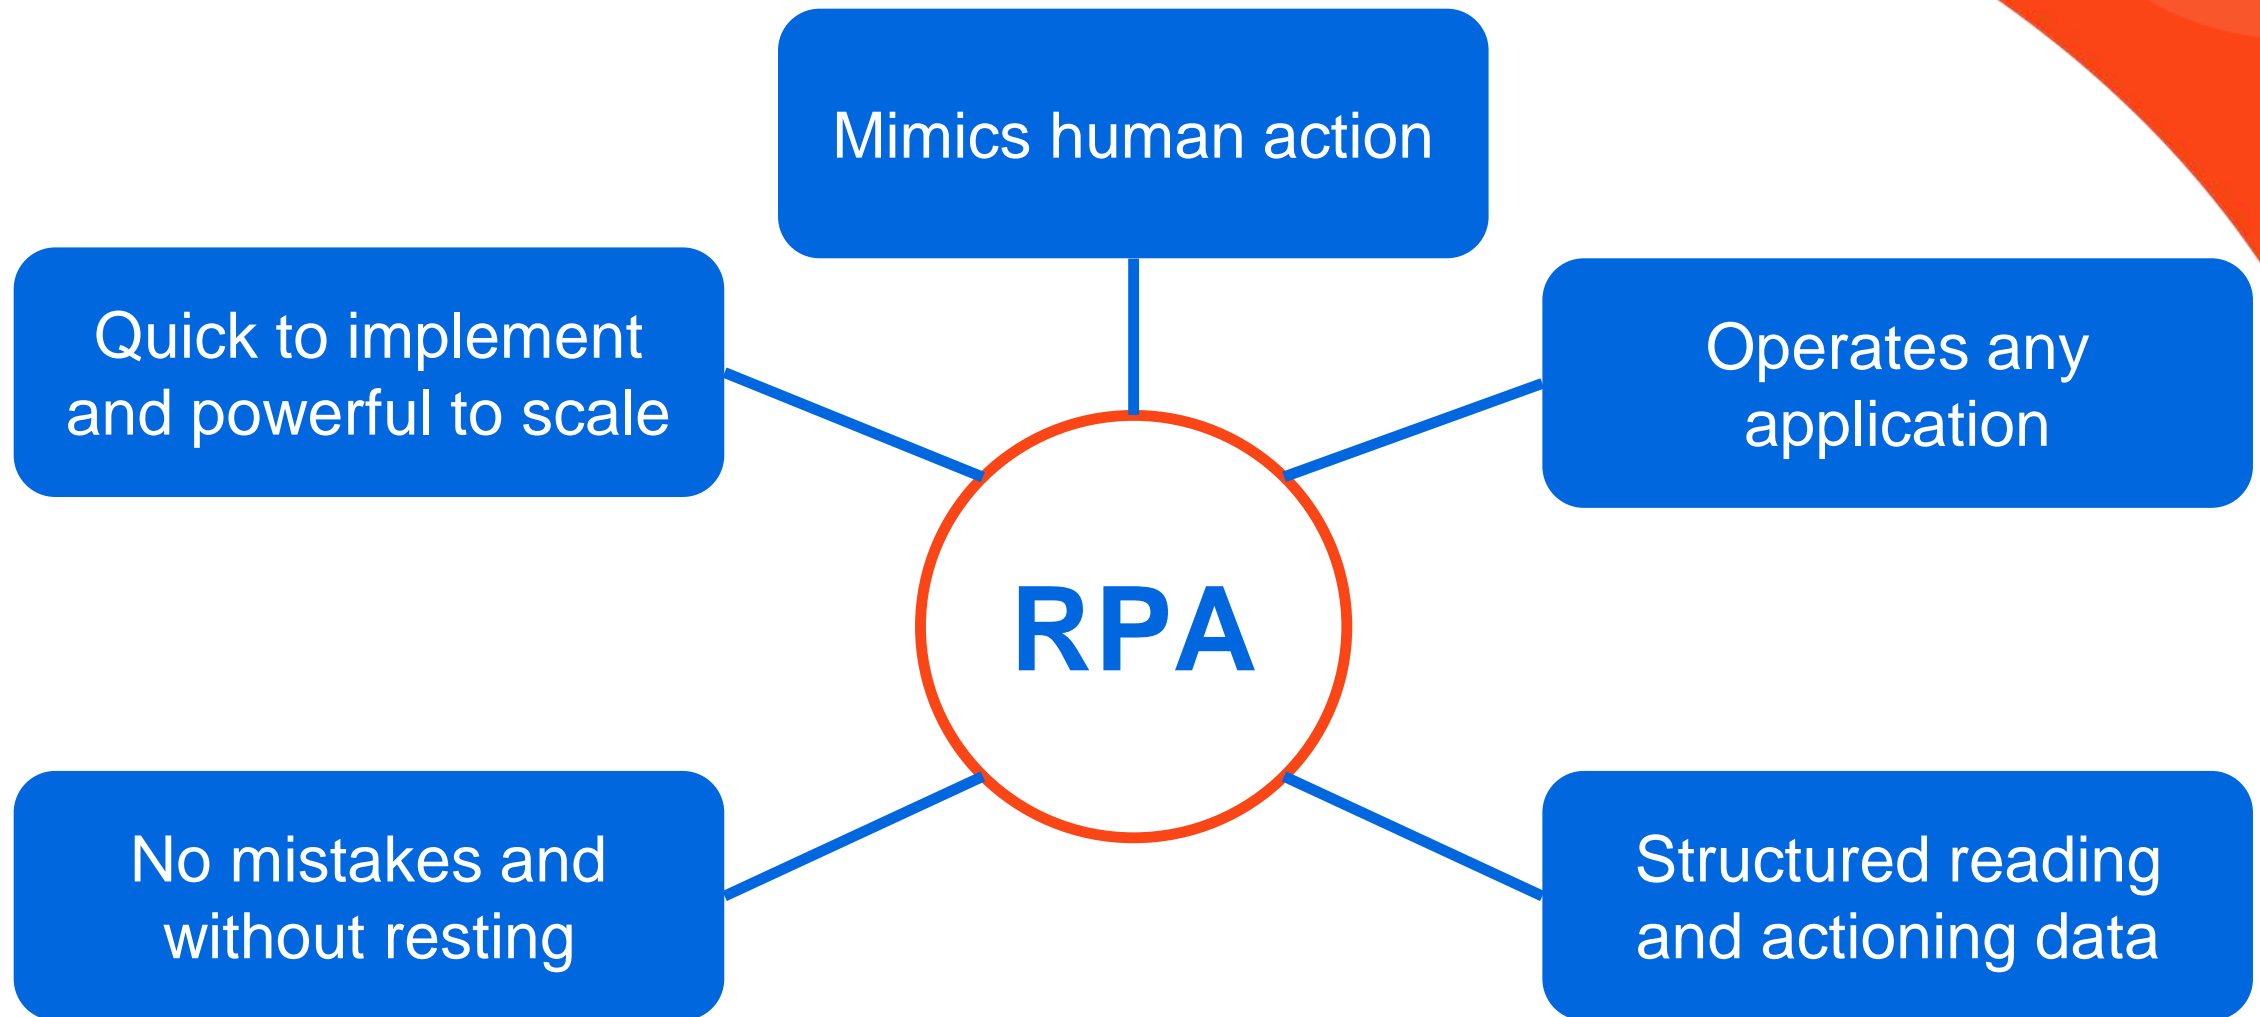 Mimics human action
Quick to implement
and powerful to scale
Operates any
application
RPA
No mistakes and
without resting
Structured reading
and actioning data